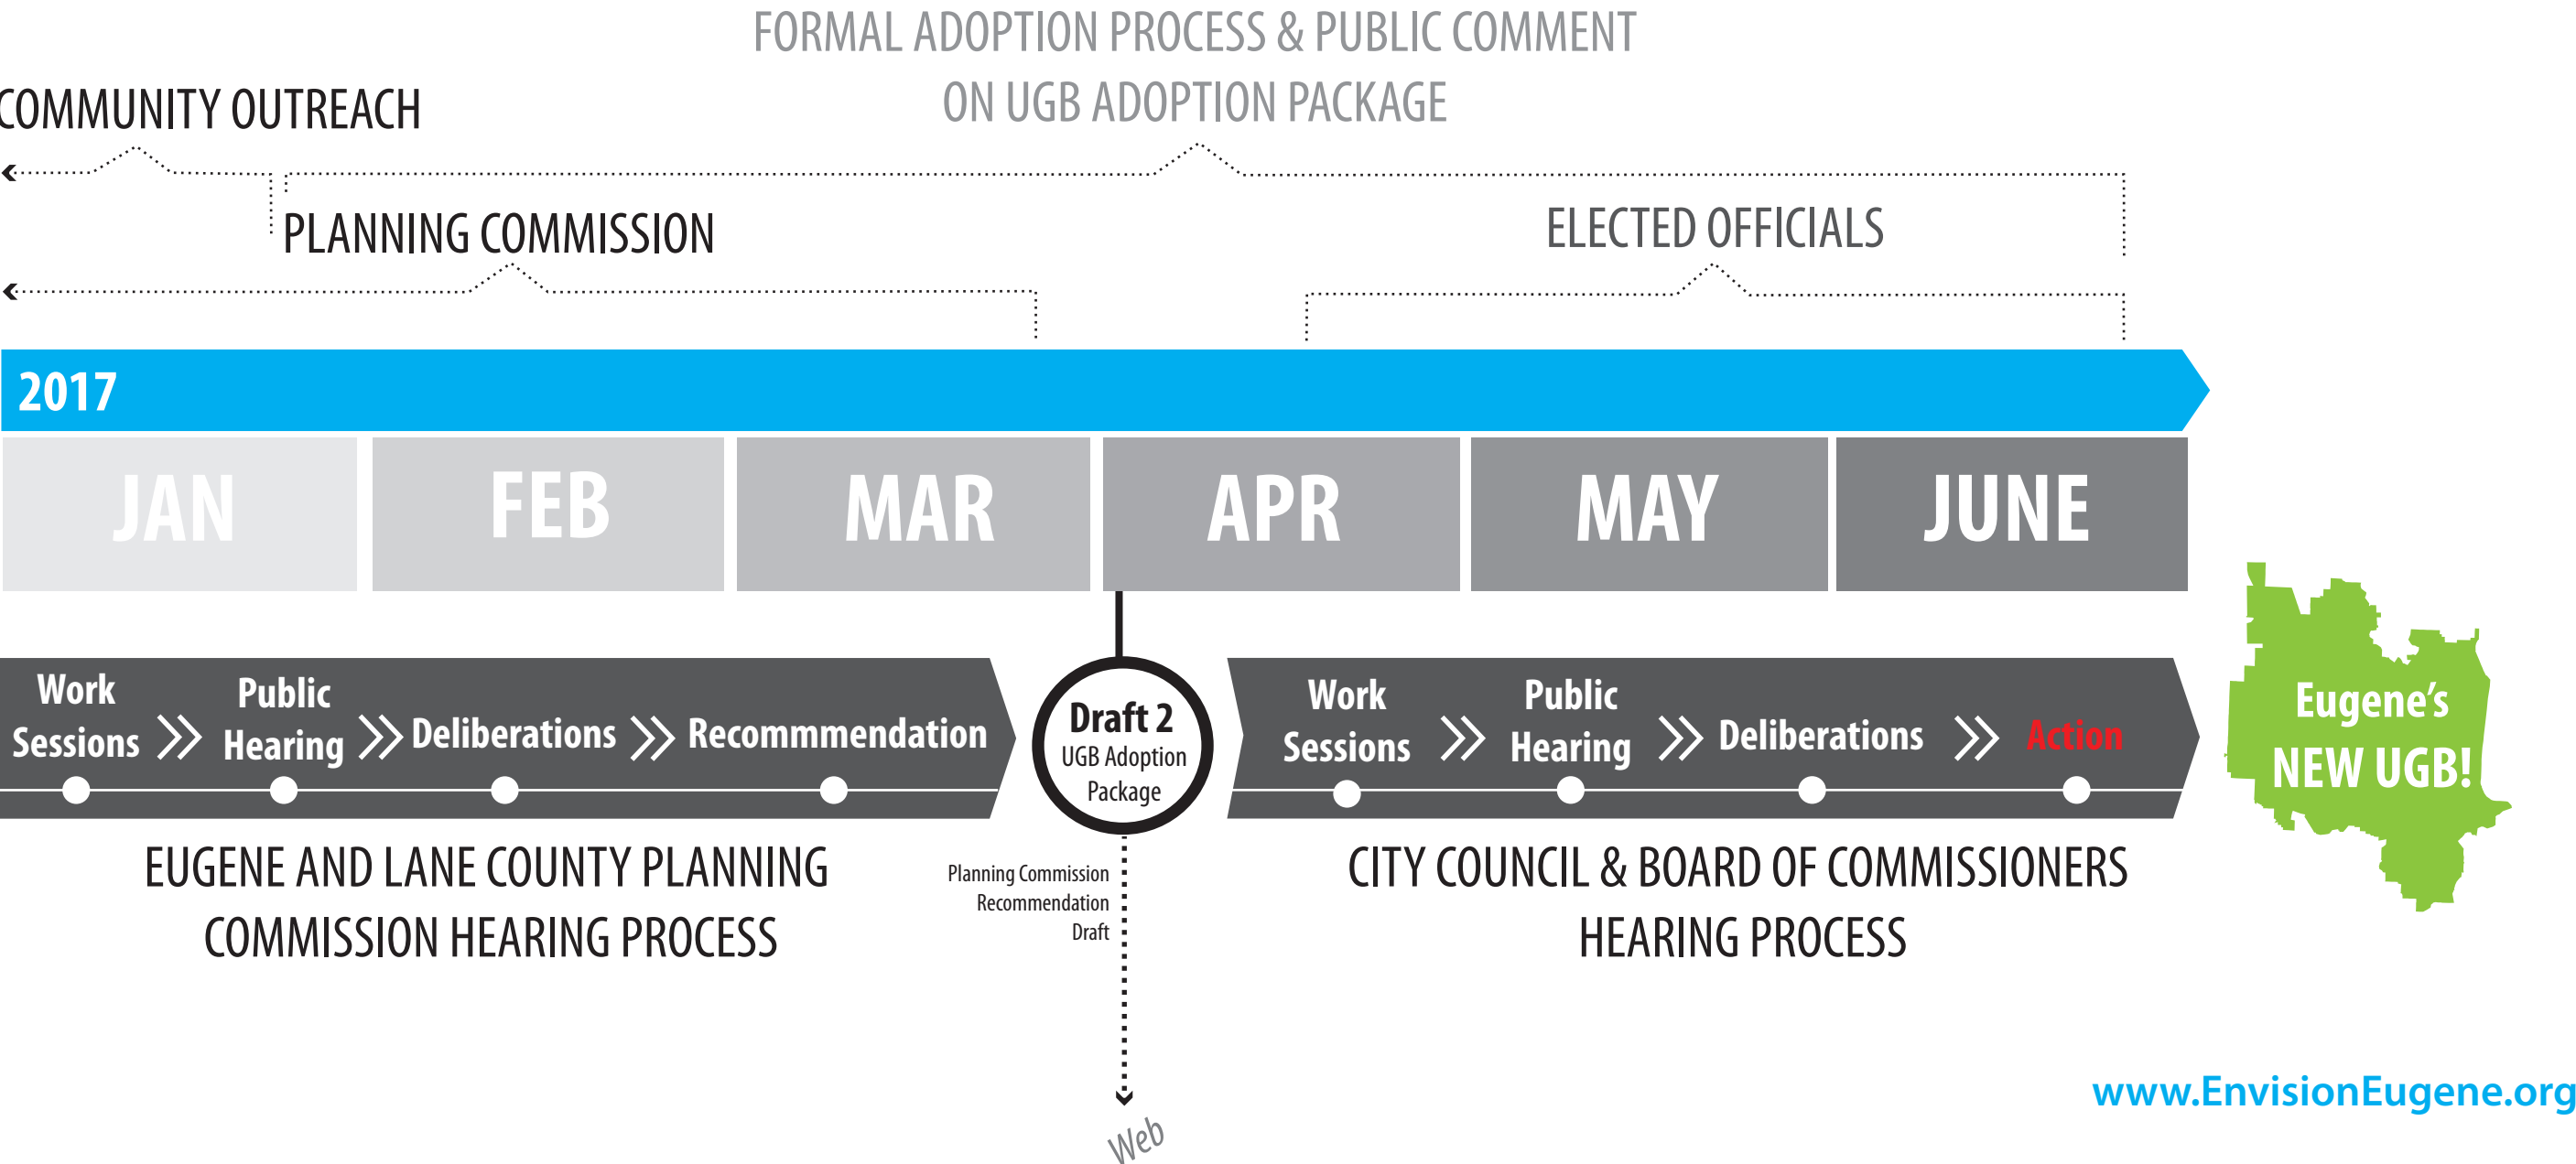 FORMAL ADOPTION PROCESS & PUBLIC COMMENT
ON UGB ADOPTION PACKAGE
COMMUNITY OUTREACH
PLANNING COMMISSION
ELECTED OFFICIALS
2017
JAN
FEB
MAR
APR
MAY
JUNE
Work
Sessions
Public
Hearing
Deliberations
Recommmendation
Draft 2
UGB Adoption
Package
Work
Sessions
Public
Hearing
Deliberations
Action
Eugene's
NEW UGB!
EUGENE AND LANE COUNTY PLANNING
COMMISSION HEARING PROCESS
Planning Commission
Recommendation
Draft
CITY COUNCIL & BOARD OF COMMISSIONERS
HEARING PROCESS
www.EnvisionEugene.org
Web